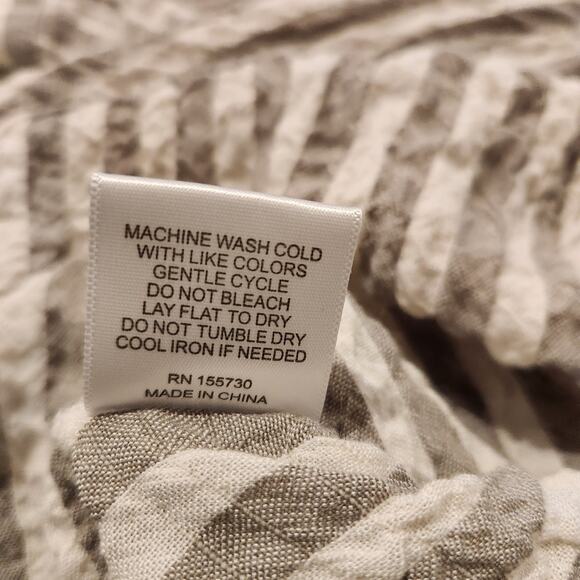 MACHINE WASH COLD
WITH LIKE COLORS
GENTLE CYCLE
DO NOT BLEACH
LAY FLAT TO DRY
DO NOT TUMBLE DRY
COOL IRON IF NEEDED
RN 155730
MADE IN CHINA